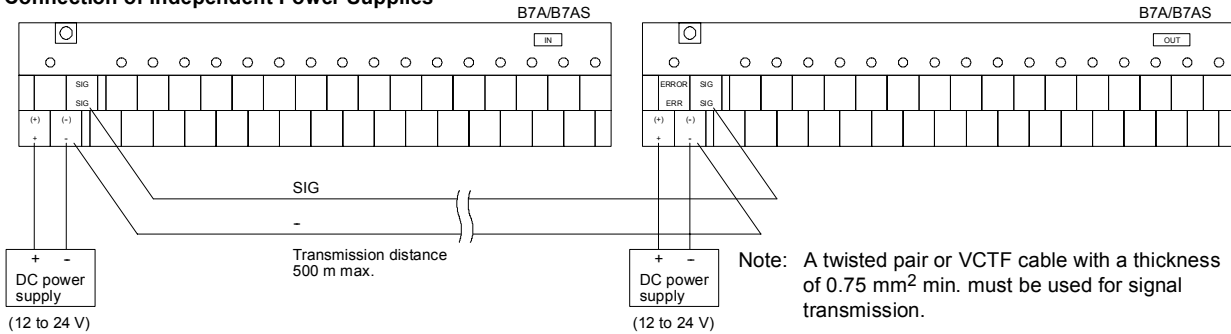 Connection of Independent Power Supplies
B7A/B7AS
IN
SIG
SIG
(+)
(−)
+
−
B7A/B7AS
OUT
ERROR
SIG
ERR
SIG
(+)
(−)
+
−
SIG
−
Transmission distance
500 m max.
+
−
DC power
supply
(12 to 24 V)
+
−
DC power
supply
(12 to 24 V)
Note: A twisted pair or VCTF cable with a thickness
of 0.75 mm² min. must be used for signal
transmission.